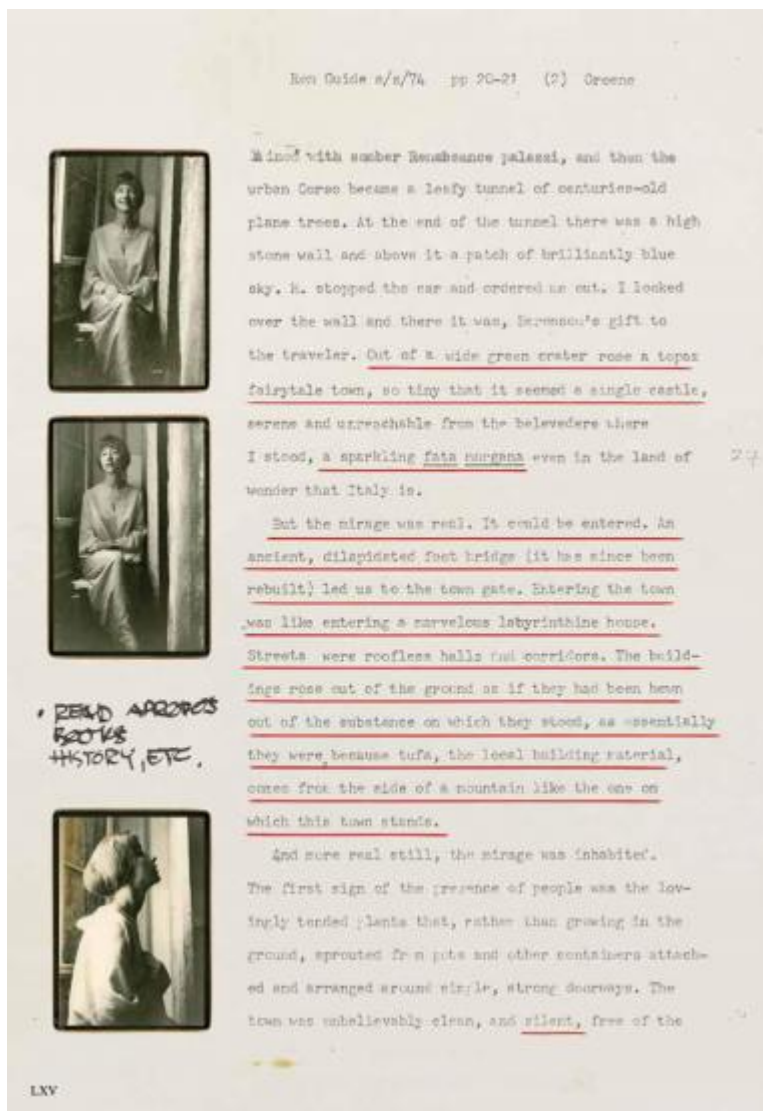 Rom Guide s/s/74 pp 20-21 (2) Greene
lined with somber Renabsance palazzi, and then the
urban Corso became a leafy tunnel of centuries-old
plane trees. At the end of the tunnel there was a high
stone wall and above it a patch of brilliantly blue
sky. stopped the car and ordered us out. I looked
over the wall and there it was, Berenson's gift to
the traveler. Out of a wide green crater rose a topaz
fairytale town, so tiny that it seemed a single castle,
serene and unreachable from the belevedere where
I stood, a sparkling fata morgana even in the land of
wonder that Italy is.
But the mirage was real. It could be entered. An
ancient, dilapidated foot bridge (it has since been
rebuilt) led us to the town gate. Entering the town
was like entering a marvelous labyrinthine house.
Streets were roofless halls and corridors. The build-
ings rose out of the ground as if they had been hewn
out of the substance on which they stood, as essentially
they were, because tufa, the local building material,
comes from the side of a mountain like the one on
which this town stands.
And more real still, the mirage was inhabited.
The first sign of the presence of people was the lov-
ingly tended plants that, rather than growing in the
ground, sprouted from pots and other containers attach-
ed and arranged around single, strong doorways. The
town was unbelievably clean, and silent, free of the
• READ APROPOS
BOOKS
HISTORY, ETC.
LXV